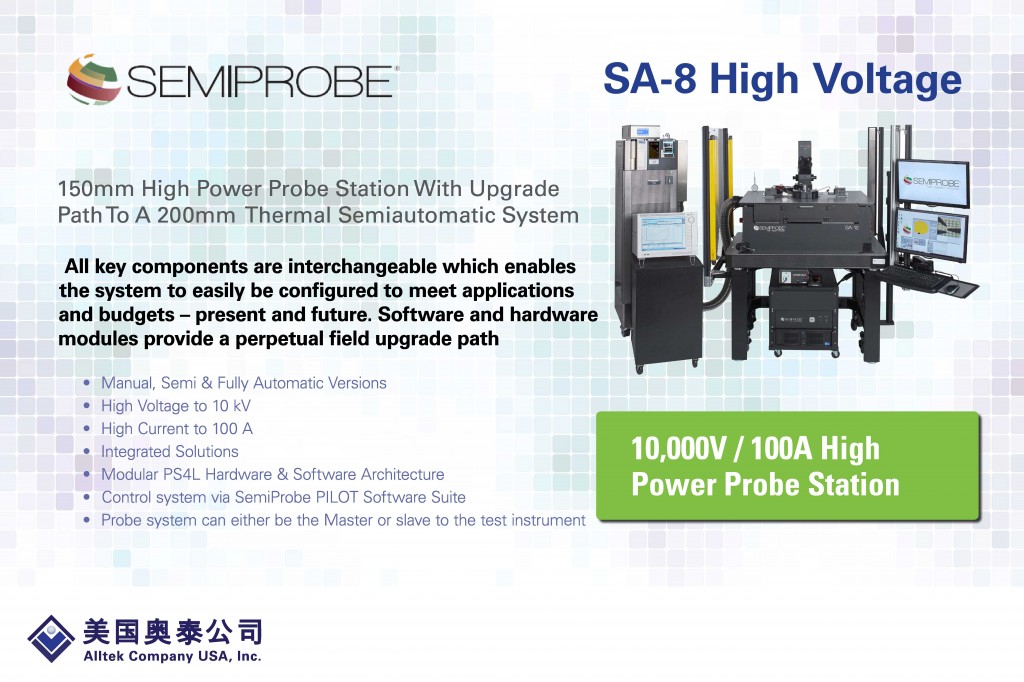 SEMIPROBE®
SA-8 High Voltage
150mm High Power Probe Station With Upgrade
Path To A 200mm Thermal Semiautomatic System
All key components are interchangeable which enables
the system to easily be configured to meet applications
and budgets – present and future. Software and hardware
modules provide a perpetual field upgrade path
• Manual, Semi & Fully Automatic Versions
• High Voltage to 10 kV
• High Current to 100 A
• Integrated Solutions
• Modular PS4L Hardware & Software Architecture
• Control system via SemiProbe PILOT Software Suite
• Probe system can either be the Master or slave to the test instrument
SEMIPROBE
SEMIPROBE
10,000V / 100A High
Power Probe Station
美国奥泰公司
Alltek Company USA, Inc.